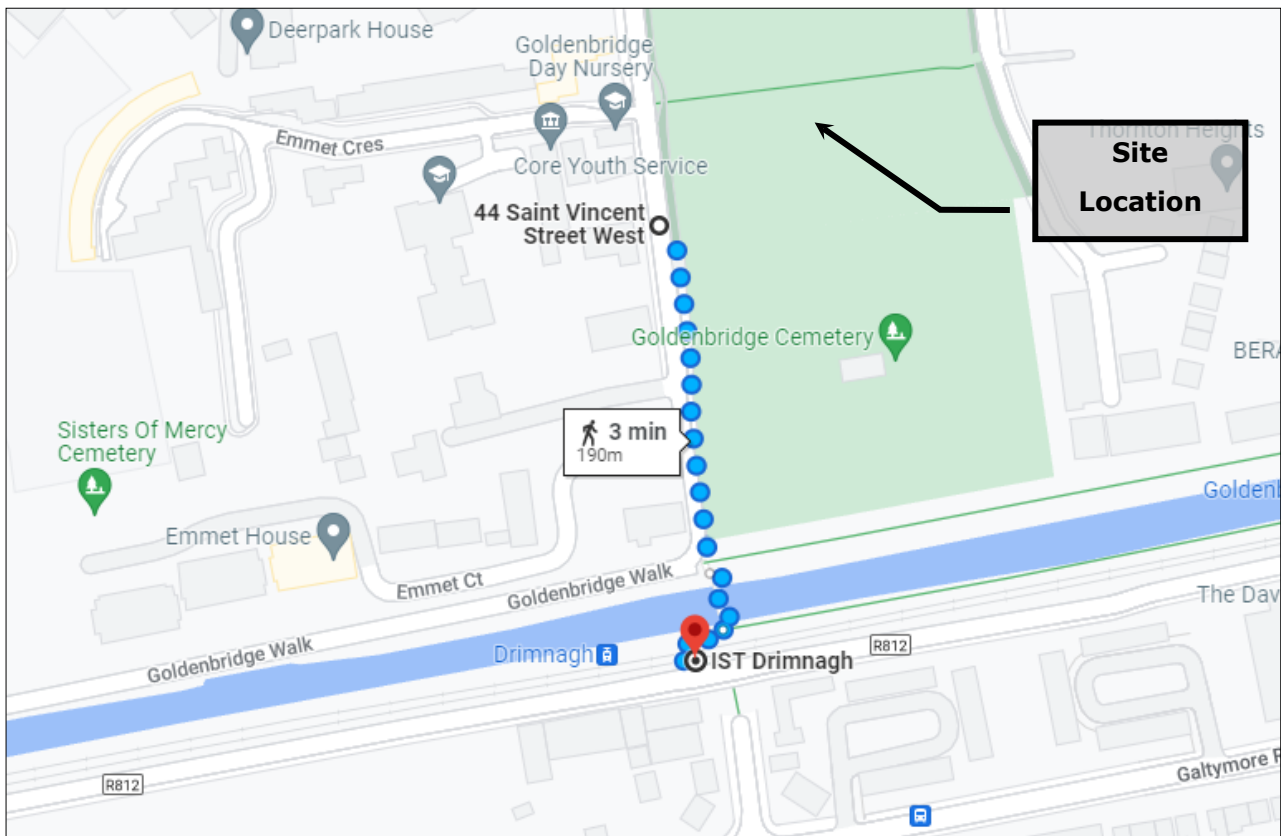 Deerpark House
Goldenbridge
Day Nursery
Emmet Cres
Core Youth Service
Thornton Heights
Site
Location
44 Saint Vincent
Street West
Goldenbridge Cemetery
BERA
3 min
190m
Sisters Of Mercy
Cemetery
Goldenb
Emmet House
Emmet Ct
Goldenbridge Walk
The Dav
Goldenbridge Walk
Drimnagh
IST Drimnagh
R812
R812
Galtymore R